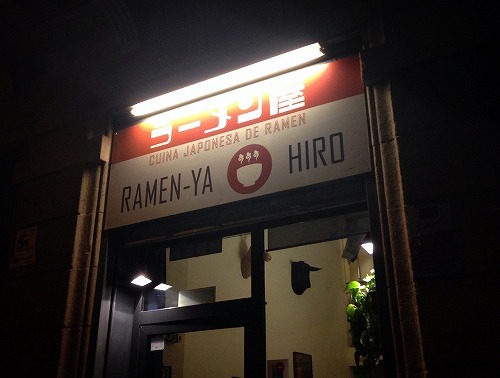 ラーメン屋
CUINA JAPONESA DE RAMEN
RAMEN-YA HIRO